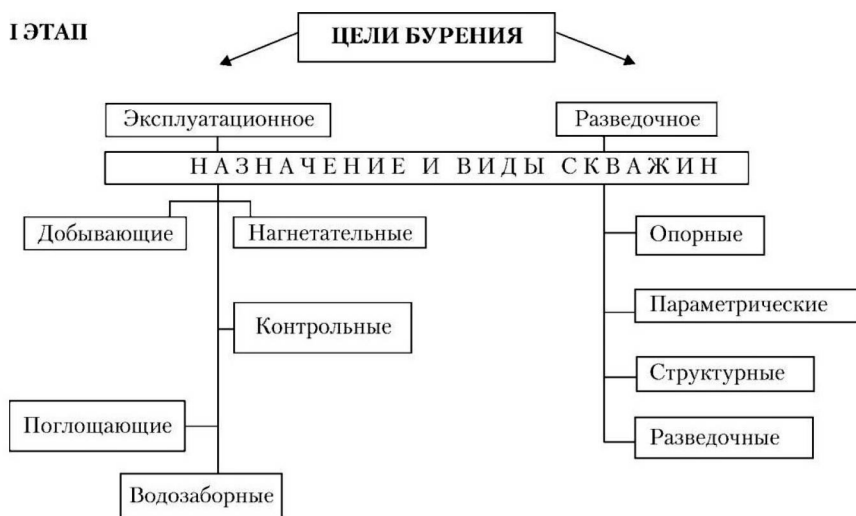 I ЭТАП
ЦЕЛИ БУРЕНИЯ
Эксплуатационное
Разведочное
НАЗНАЧЕНИЕ И ВИДЫ СКВАЖИН
Добывающие
Нагнетательные
Опорные
Контрольные
Параметрические
Структурные
Поглощающие
Разведочные
Водозаборные